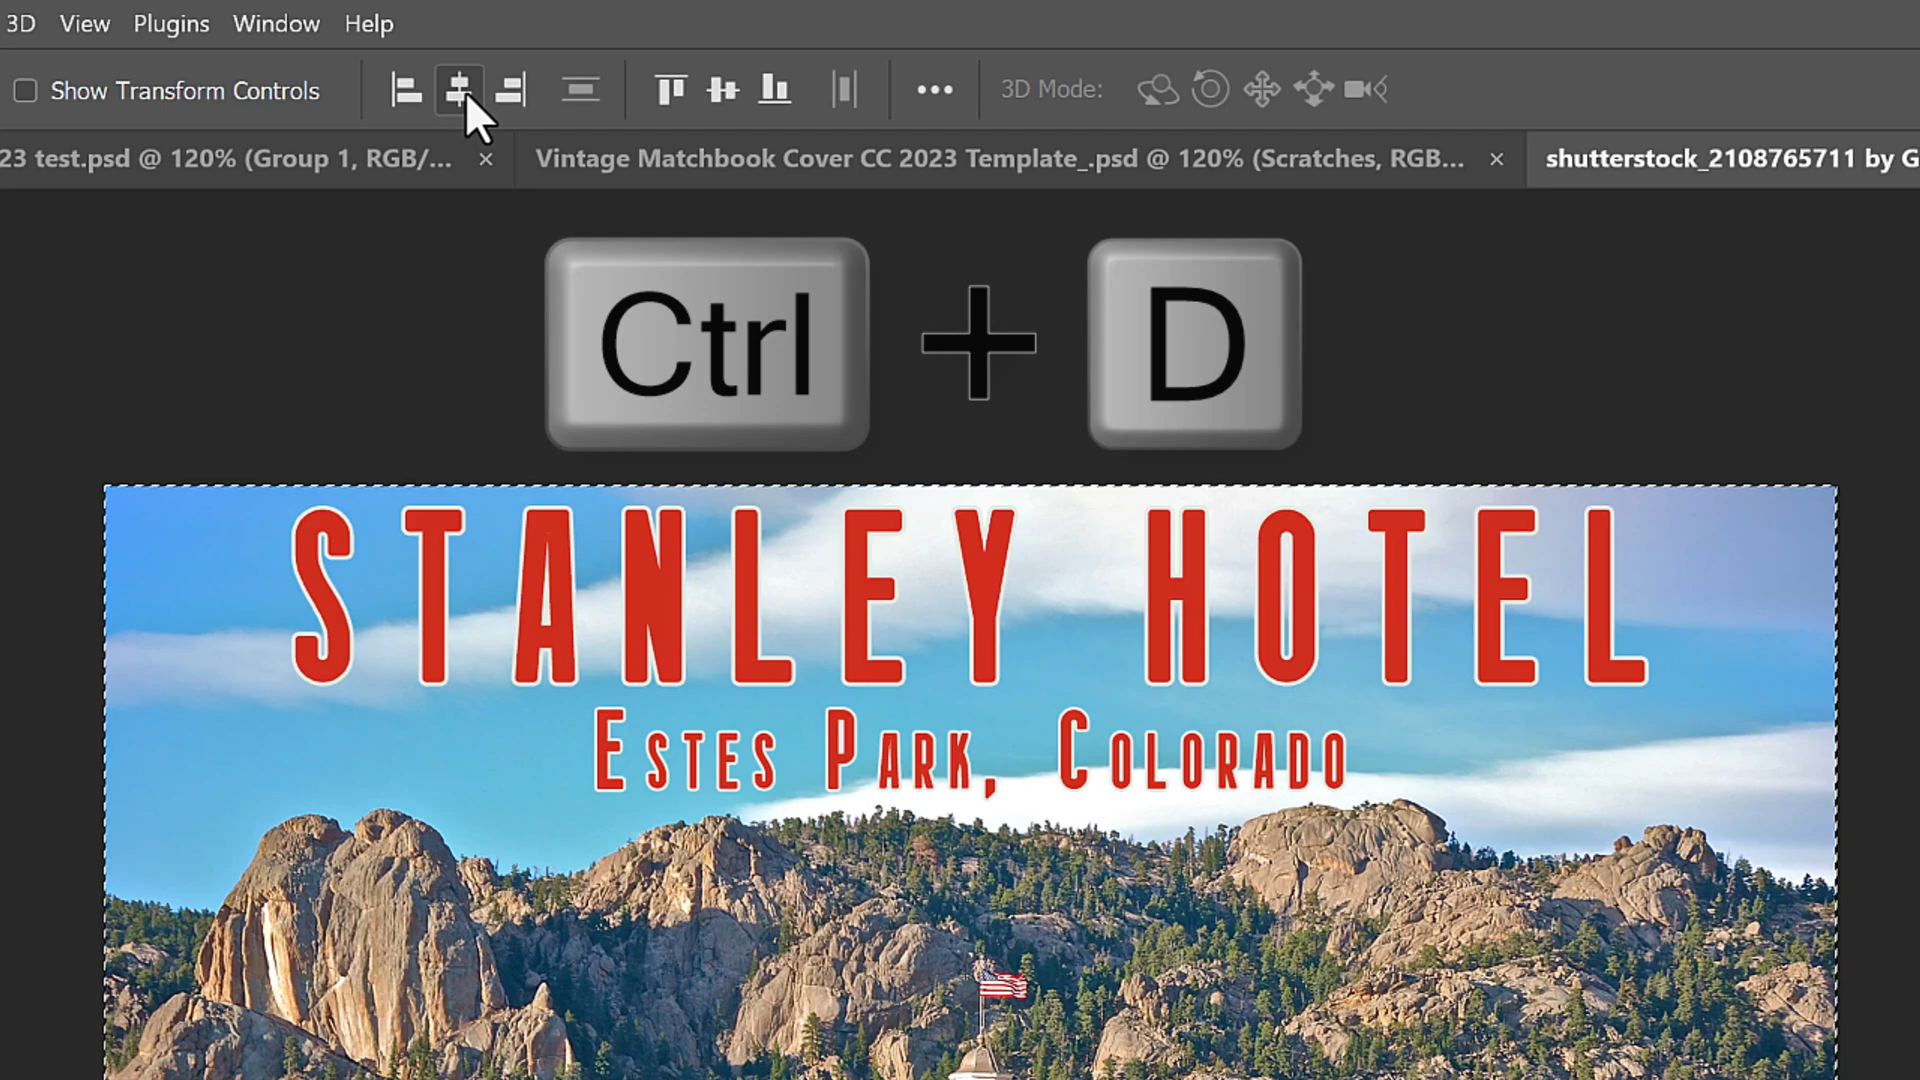 3D View Plugins Window Help
Show Transform Controls
3D Mode:
23 test.psd @ 120% (Group 1, RGB/... × Vintage Matchbook Cover CC 2023 Template_.psd @ 120% (Scratches, RGB... × shutterstock_2108765711 by G
Ctrl + D
STANLEY HOTEL
ESTES PARK, COLORADO